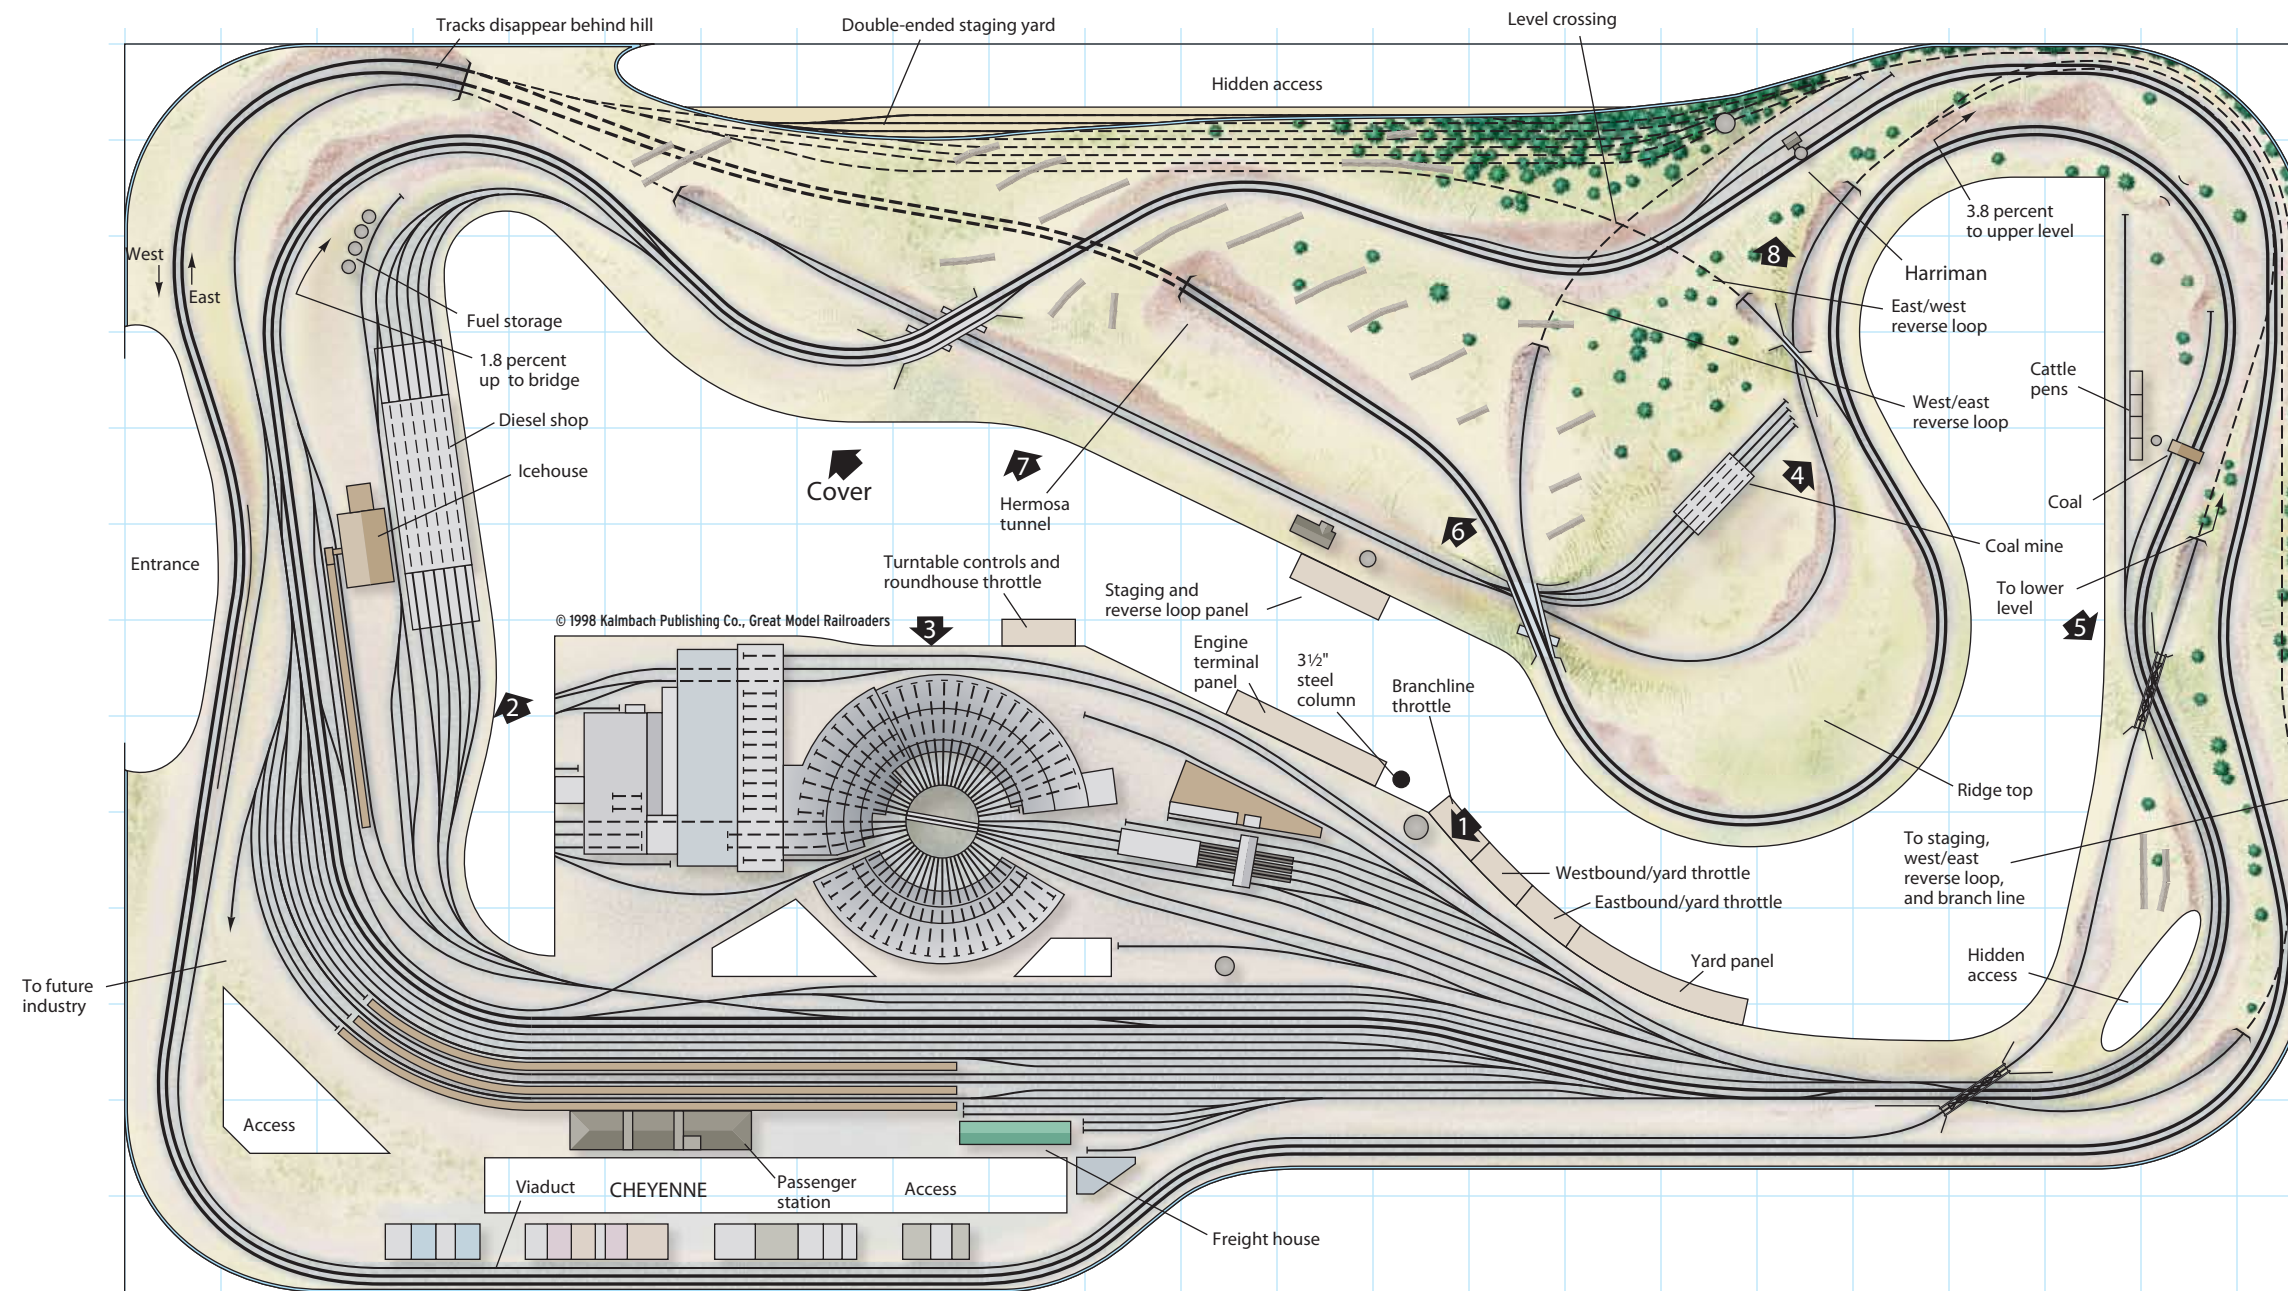 Tracks disappear behind hill
Double-ended staging yard
Level crossing
Hidden access
West
East
Fuel storage
1.8 percent
up to bridge
Diesel shop
Icehouse
Entrance
3.8 percent
to upper level
8
Harriman
East/west
reverse loop
West/east
reverse loop
Cattle
pens
Coal
4
Coal mine
To lower
level
5
Cover
7
Hermosa
tunnel
6
Turntable controls and
roundhouse throttle
Staging and
reverse loop panel
© 1998 Kalmbach Publishing Co., Great Model Railroaders
3
Engine
terminal
panel
3½"
steel
column
Branchline
throttle
2
1
Ridge top
To staging,
west/east
reverse loop,
and branch line
Westbound/yard throttle
Eastbound/yard throttle
Yard panel
Hidden
access
To future
industry
Access
Viaduct
CHEYENNE
Passenger
station
Access
Freight house